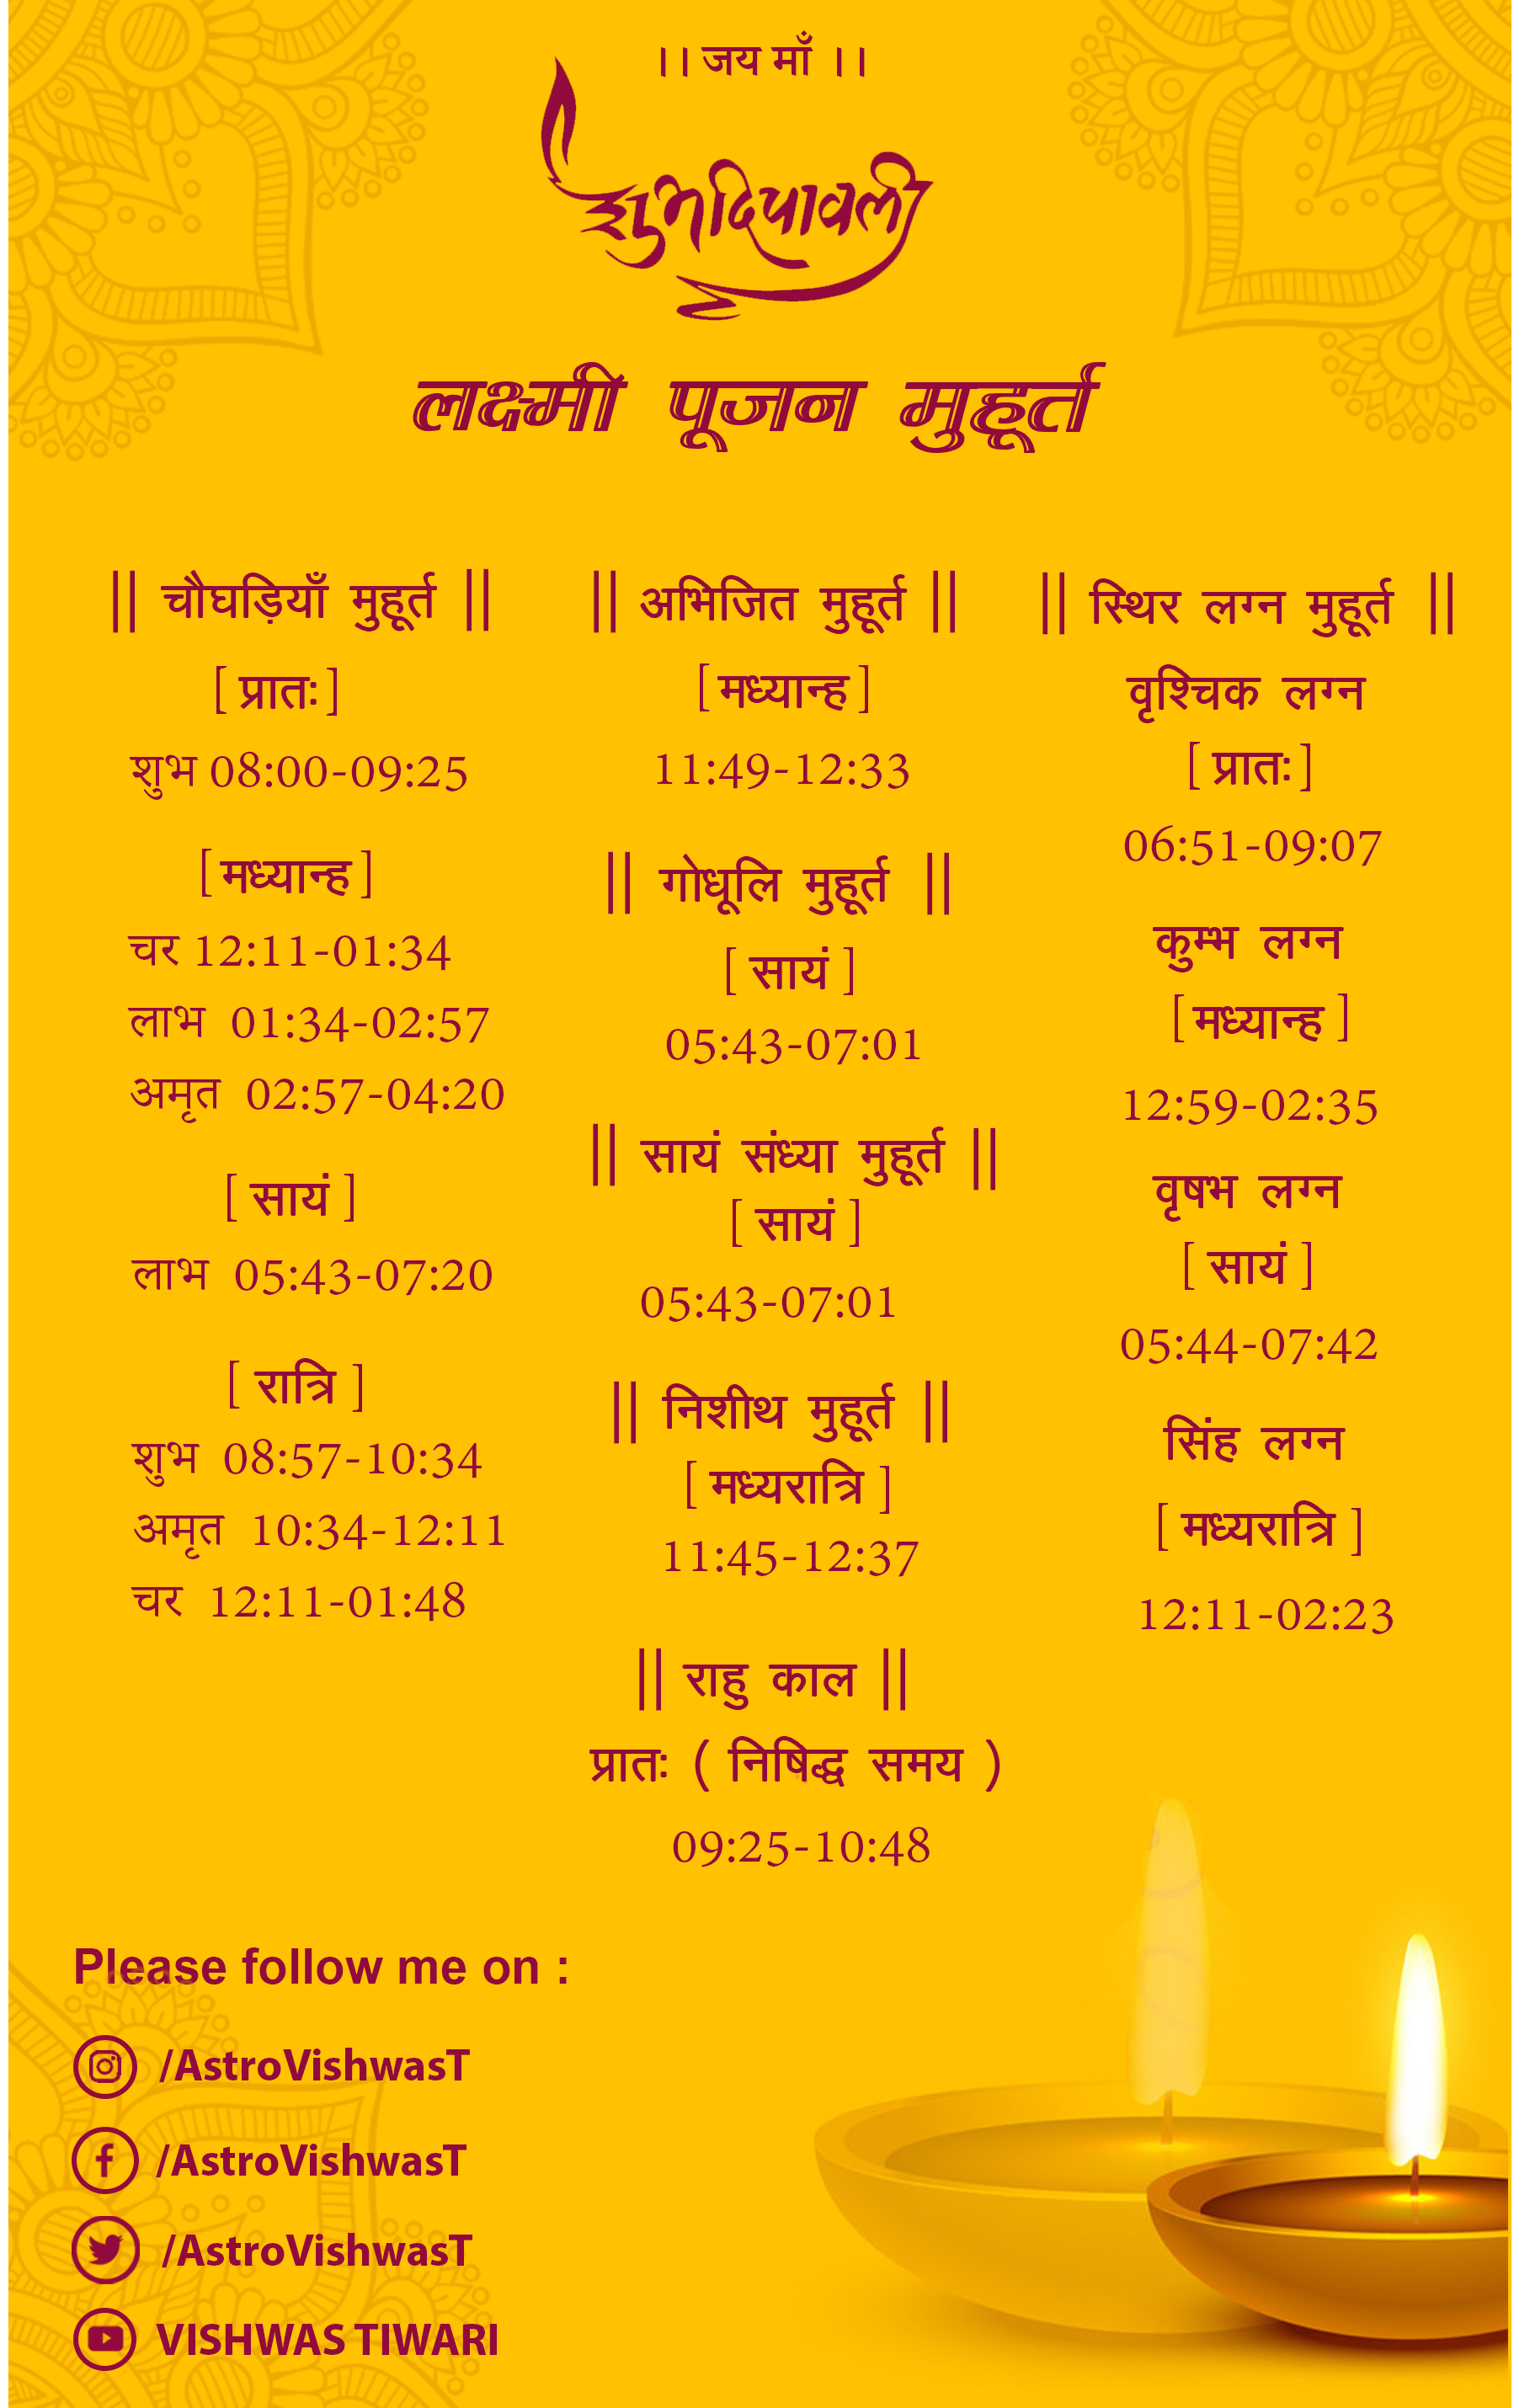 ।। जय माँ ।।
शुभ दिपावली
लक्ष्मी पूजन मुहूर्त
|| चौघड़ियाँ मुहूर्त ||
[ प्रातः ]
शुभ 08:00-09:25
[ मध्यान्ह ]
चर 12:11-01:34
लाभ 01:34-02:57
अमृत 02:57-04:20
[ सायं ]
लाभ 05:43-07:20
[ रात्रि ]
शुभ 08:57-10:34
अमृत 10:34-12:11
चर 12:11-01:48
|| अभिजित मुहूर्त ||
[ मध्यान्ह ]
11:49-12:33
|| गोधूलि मुहूर्त ||
[ सायं ]
05:43-07:01
|| सायं संध्या मुहूर्त ||
[ सायं ]
05:43-07:01
|| निशीथ मुहूर्त ||
[ मध्यरात्रि ]
11:45-12:37
|| राहु काल ||
प्रातः ( निषिद्ध समय )
09:25-10:48
|| स्थिर लग्न मुहूर्त ||
वृश्चिक लग्न
[ प्रातः ]
06:51-09:07
कुम्भ लग्न
[ मध्यान्ह ]
12:59-02:35
वृषभ लग्न
[ सायं ]
05:44-07:42
सिंह लग्न
[ मध्यरात्रि ]
12:11-02:23
Please follow me on :
/AstroVishwasT
/AstroVishwasT
/AstroVishwasT
VISHWAS TIWARI